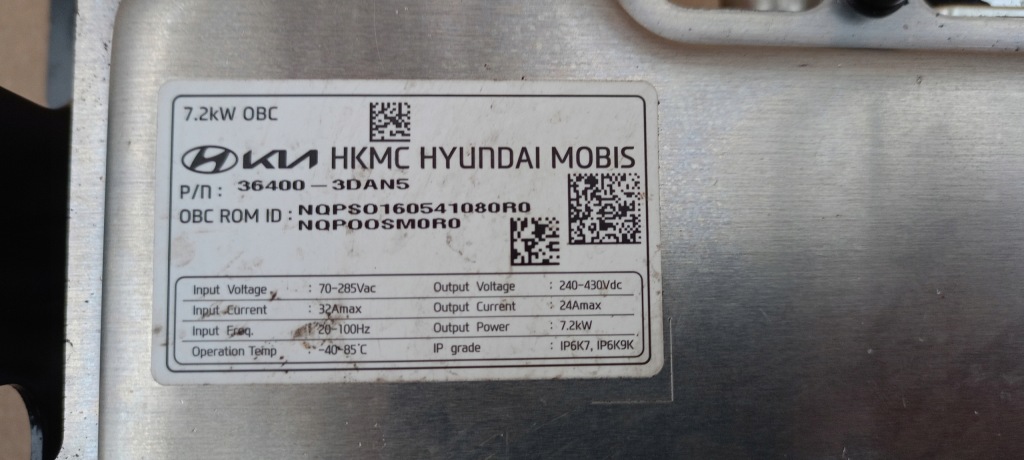 7.2kW OBC
HYUNDAI KIA HKMC HYUNDAI MOBIS
P/N : 36400-3DAN5
OBC ROM ID : NQPS0160541080R0
NQP00SM0R0
Input Voltage : 70-285Vac Output Voltage : 240-430Vdc
Input Current : 32Amax Output Current : 24Amax
Input Freq. : 20-100Hz Output Power : 7.2kW
Operation Temp : -40-85℃ IP grade : IP6K7, IP6K9K